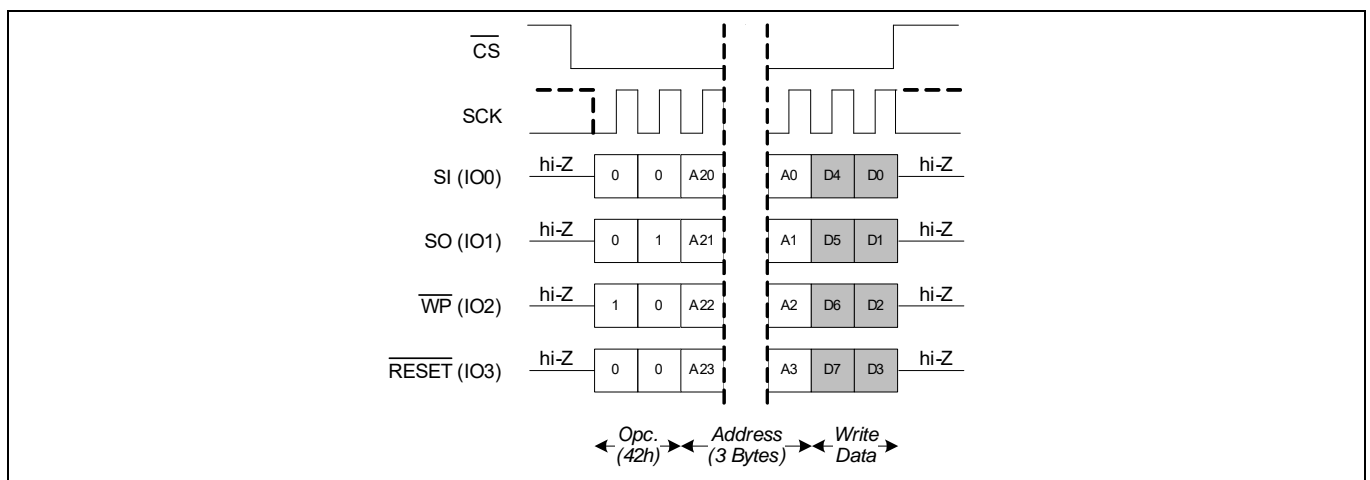 CS
SCK
SI (IO0) hi-Z 0 0 A20 A0 D4 D0 hi-Z
SO (IO1) hi-Z 0 1 A21 A1 D5 D1 hi-Z
WP (IO2) hi-Z 1 0 A22 A2 D6 D2 hi-Z
RESET (IO3) hi-Z 0 0 A23 A3 D7 D3 hi-Z
Opc. Address Write
(42h) (3 Bytes) Data